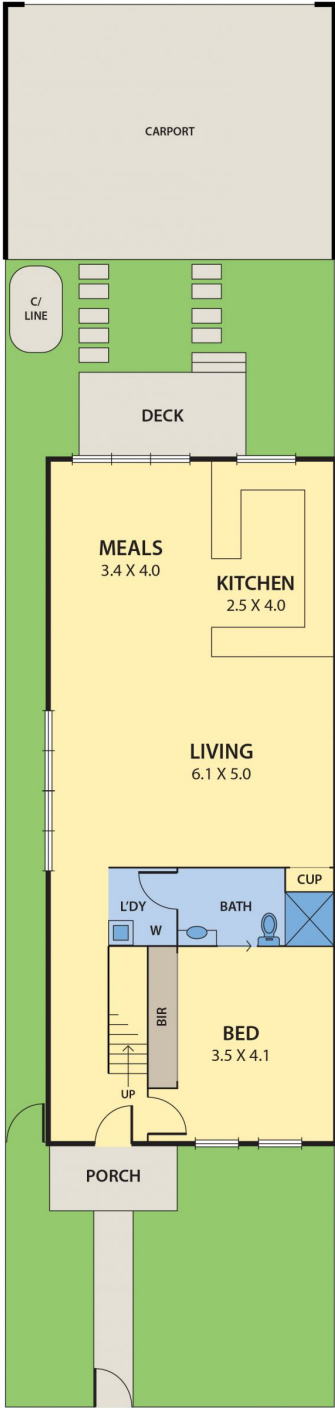 CARPORT
C/
LINE
DECK
MEALS
3.4 X 4.0
KITCHEN
2.5 X 4.0
LIVING
6.1 X 5.0
CUP
L'DY
BATH
W
BIR
BED
3.5 X 4.1
UP
PORCH